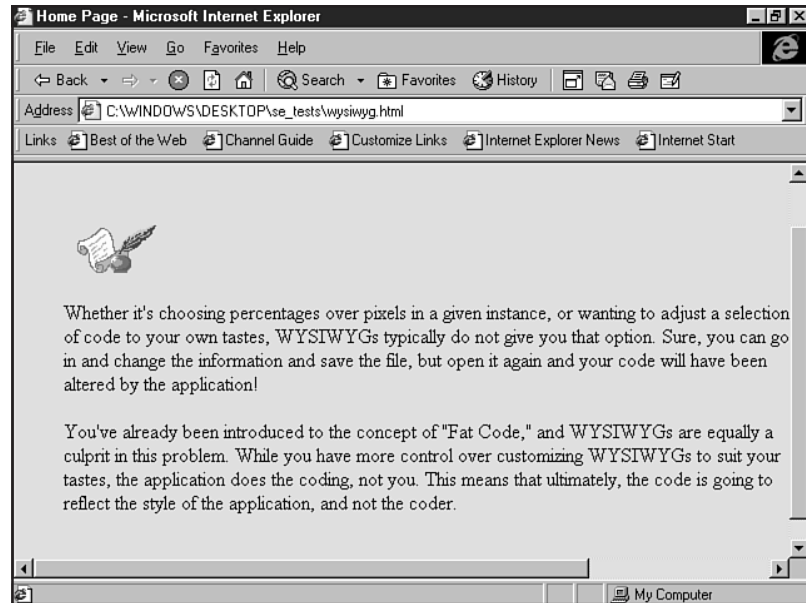 Home Page - Microsoft Internet Explorer
File Edit View Go Favorites Help
Back Search Favorites History
Address C:\WINDOWS\DESKTOP\se_tests\wysiwyg.html
Links Best of the Web Channel Guide Customize Links Internet Explorer News Internet Start
Whether it's choosing percentages over pixels in a given instance, or wanting to adjust a selection
of code to your own tastes, WYSIWYGs typically do not give you that option. Sure, you can go
in and change the information and save the file, but open it again and your code will have been
altered by the application!
You've already been introduced to the concept of "Fat Code," and WYSIWYGs are equally a
culprit in this problem. While you have more control over customizing WYSIWYGs to suit your
tastes, the application does the coding, not you. This means that ultimately, the code is going to
reflect the style of the application, and not the coder.
My Computer